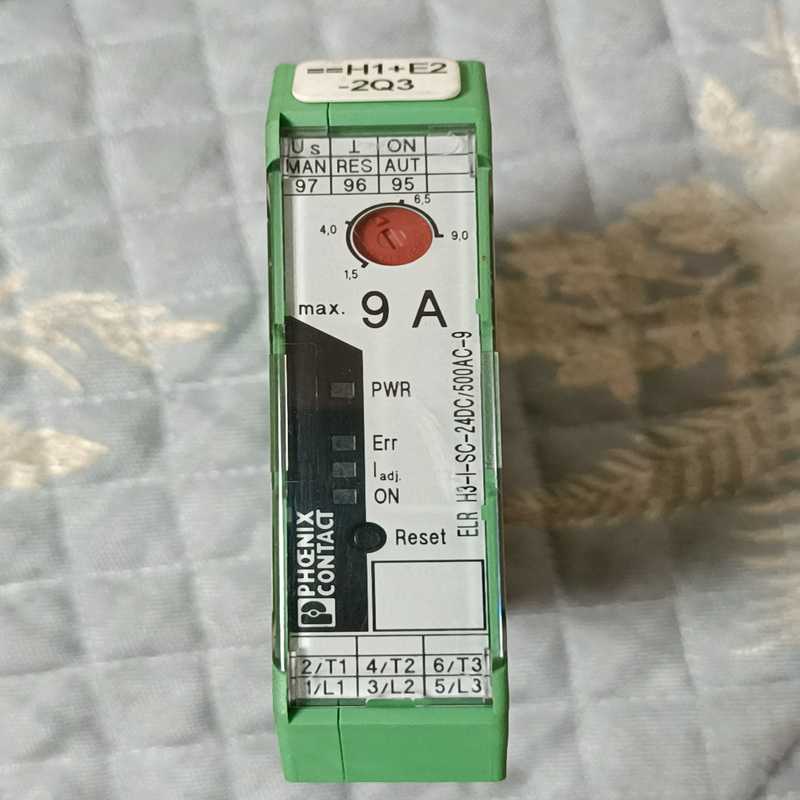 ==H1+E2
-2Q3
Us ⊥ ON
MAN RES AUT
97 96 95
6,5
4,0
9,0
1,5
max. 9 A
PWR
Err
I adj.
ON
Reset
ELR H3-I-SC-24DC/500AC-9
PHŒNIX
CONTACT
2/T1 4/T2 6/T3
1/L1 3/L2 5/L3